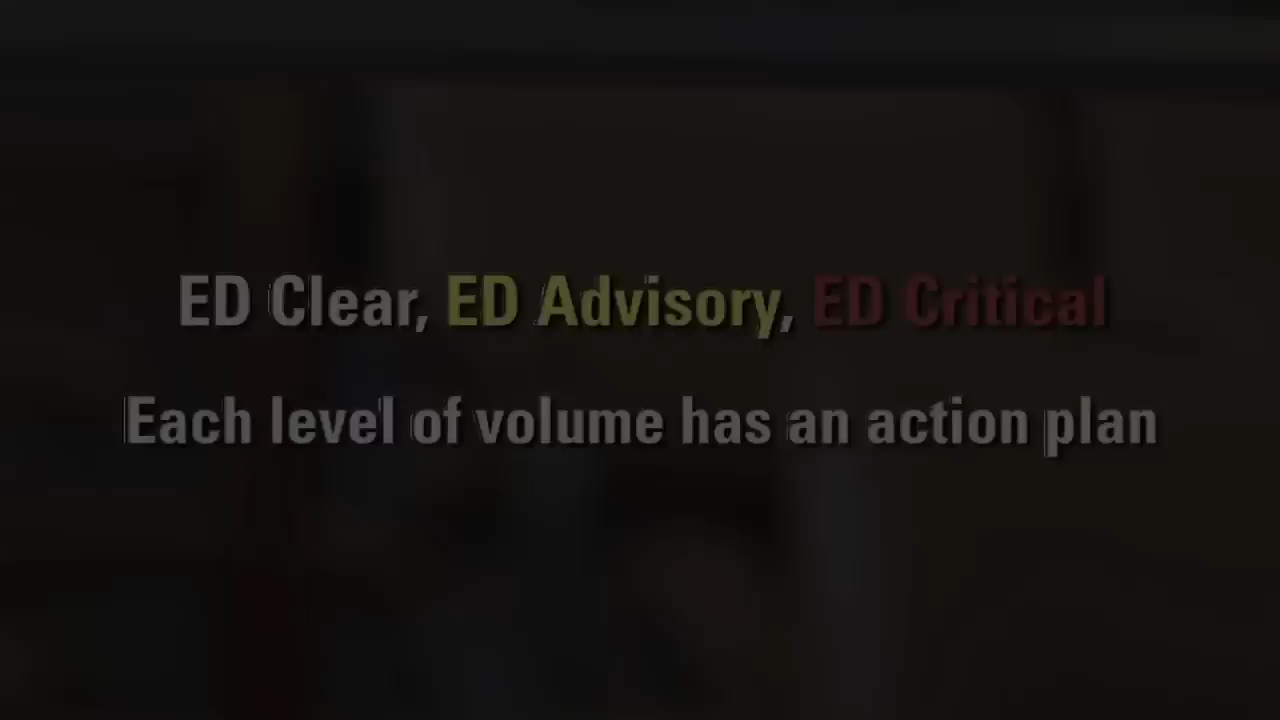 ED Clear, ED Advisory, ED Critical
Each level of volume has an action plan